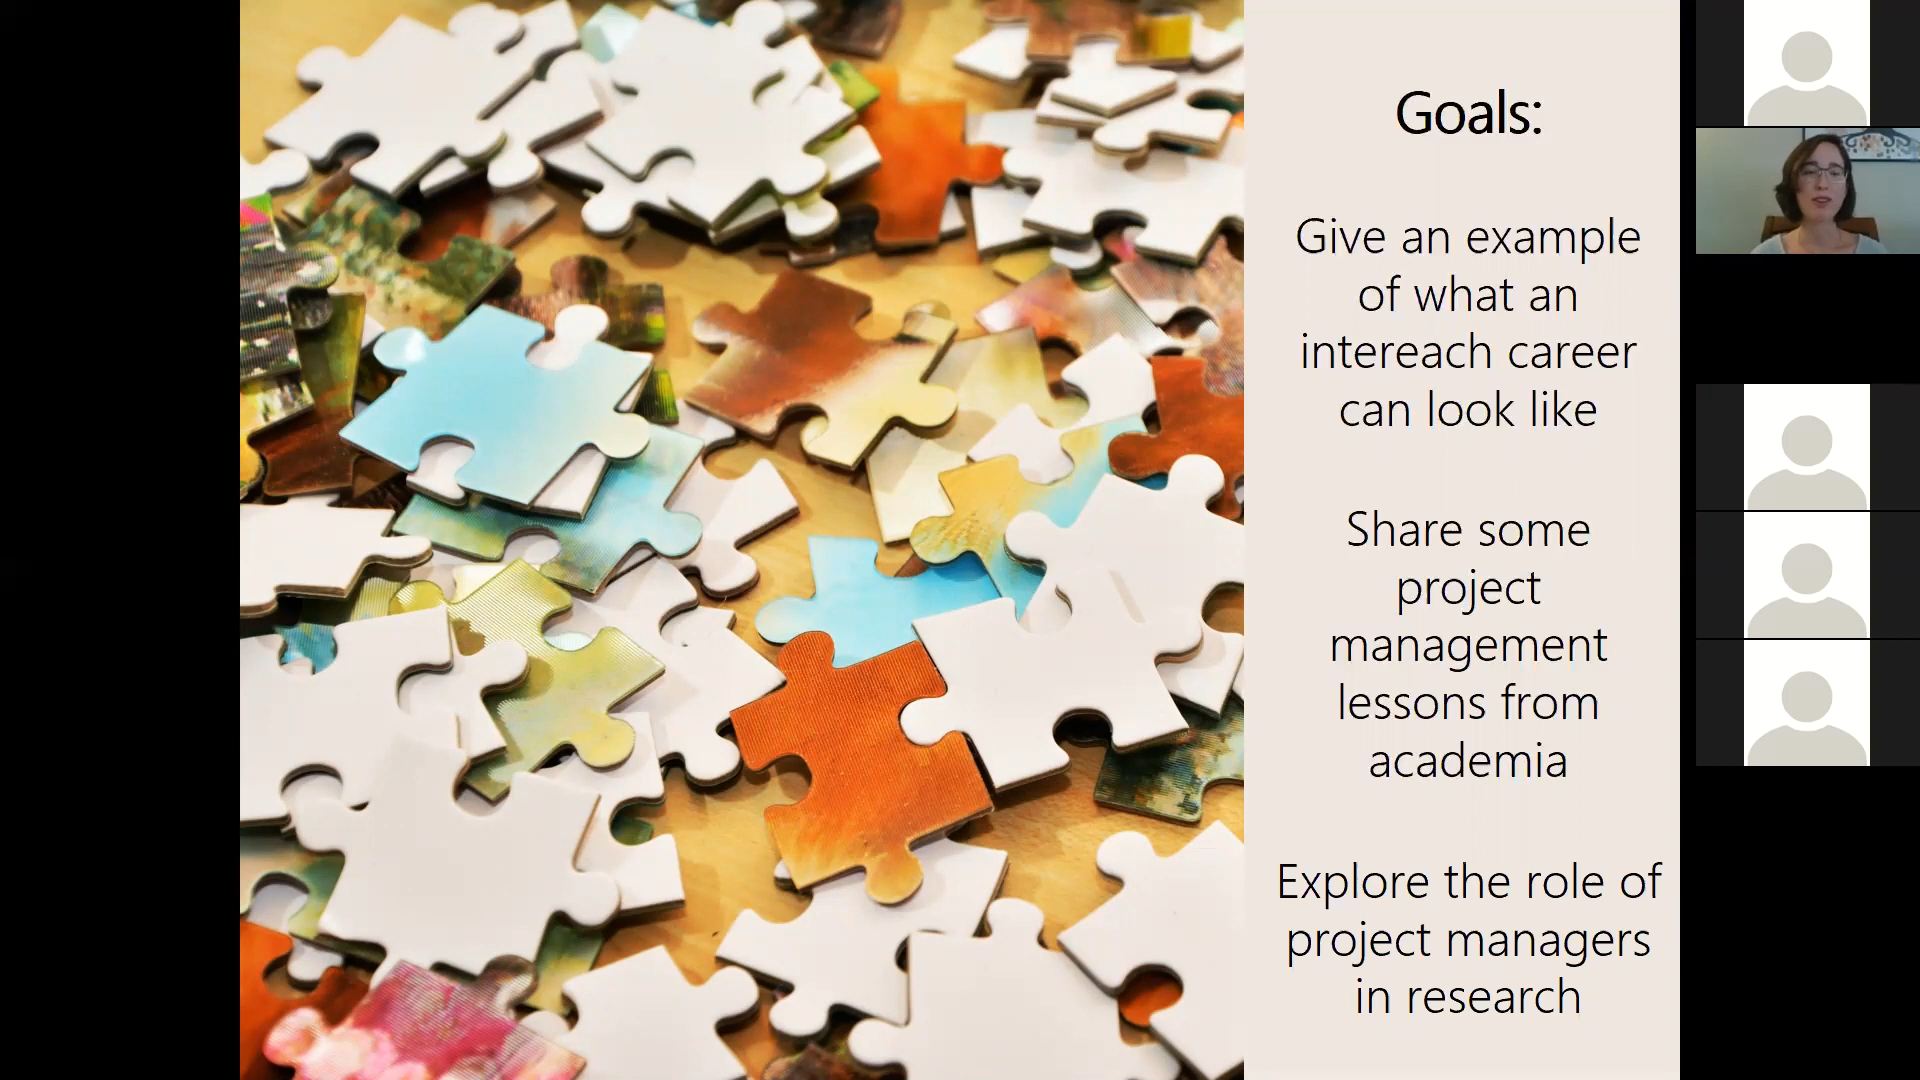 Goals:
Give an example
of what an
intereach career
can look like
Share some
project
management
lessons from
academia
Explore the role of
project managers
in research